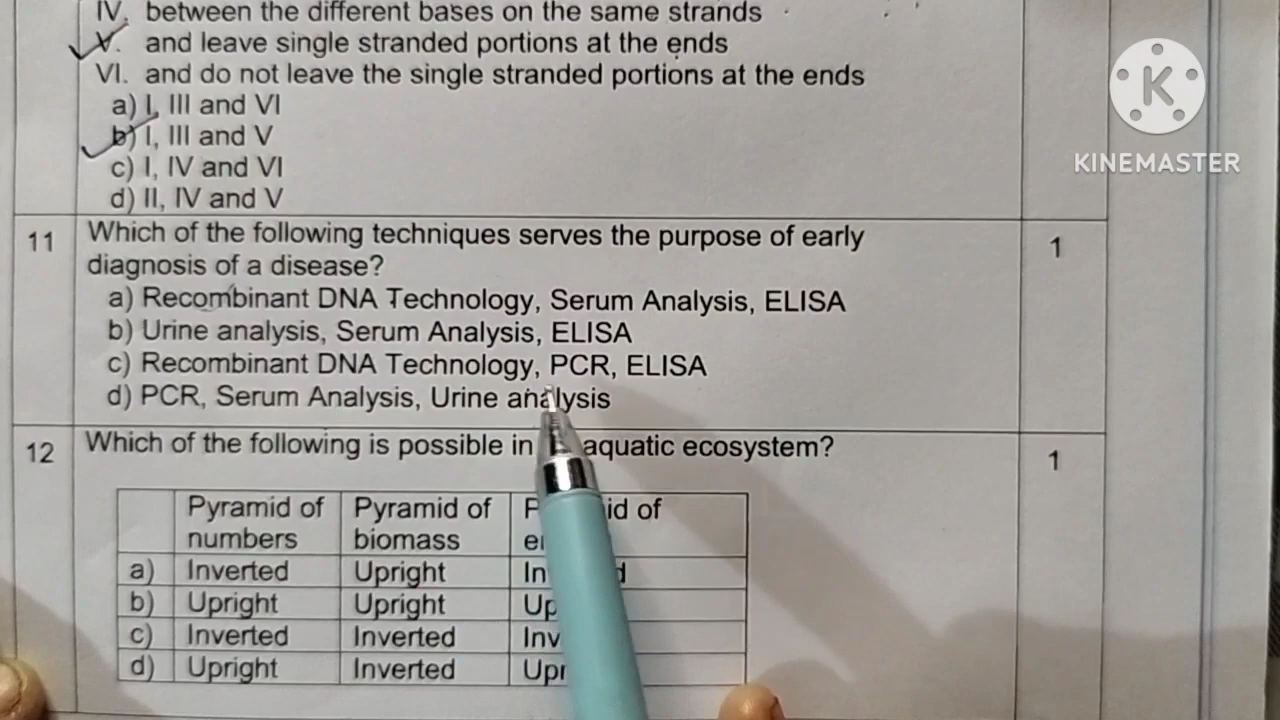 IV. between the different bases on the same strands
V. and leave single stranded portions at the ends
VI. and do not leave the single stranded portions at the ends
a) I, III and VI
b) I, III and V
c) I, IV and VI
d) II, IV and V
KINEMASTER
11 Which of the following techniques serves the purpose of early 1
diagnosis of a disease?
a) Recombinant DNA Technology, Serum Analysis, ELISA
b) Urine analysis, Serum Analysis, ELISA
c) Recombinant DNA Technology, PCR, ELISA
d) PCR, Serum Analysis, Urine analysis
12 Which of the following is possible in aquatic ecosystem? 1
Pyramid of Pyramid of of
numbers biomass
a) Inverted Upright
b) Upright Upright
c) Inverted Inverted
d) Upright Inverted